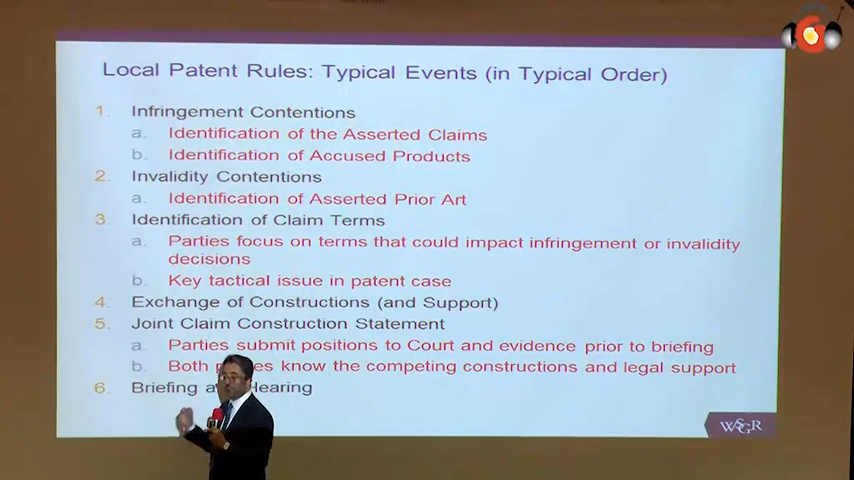 Local Patent Rules: Typical Events (in Typical Order)
1. Infringement Contentions
a. Identification of the Asserted Claims
b. Identification of Accused Products
2. Invalidity Contentions
a. Identification of Asserted Prior Art
3. Identification of Claim Terms
a. Parties focus on terms that could impact infringement or invalidity
decisions
b. Key tactical issue in patent case
4. Exchange of Constructions (and Support)
5. Joint Claim Construction Statement
a. Parties submit positions to Court and evidence prior to briefing
b. Both know the competing constructions and legal support
6. Briefing Hearing
WSGR